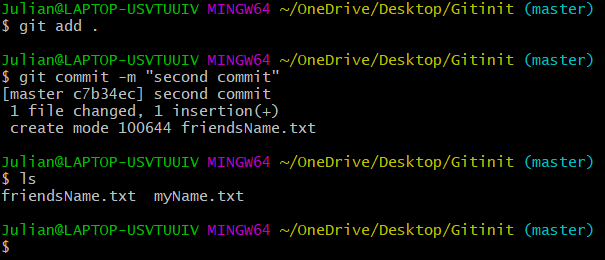 Julian@LAPTOP-USVTUUIV MINGW64 ~/OneDrive/Desktop/Gitinit (master)
$ git add .
Julian@LAPTOP-USVTUUIV MINGW64 ~/OneDrive/Desktop/Gitinit (master)
$ git commit -m "second commit"
[master c7b34ec] second commit
 1 file changed, 1 insertion(+)
 create mode 100644 friendsName.txt
Julian@LAPTOP-USVTUUIV MINGW64 ~/OneDrive/Desktop/Gitinit (master)
$ ls
friendsName.txt  myName.txt
Julian@LAPTOP-USVTUUIV MINGW64 ~/OneDrive/Desktop/Gitinit (master)
$